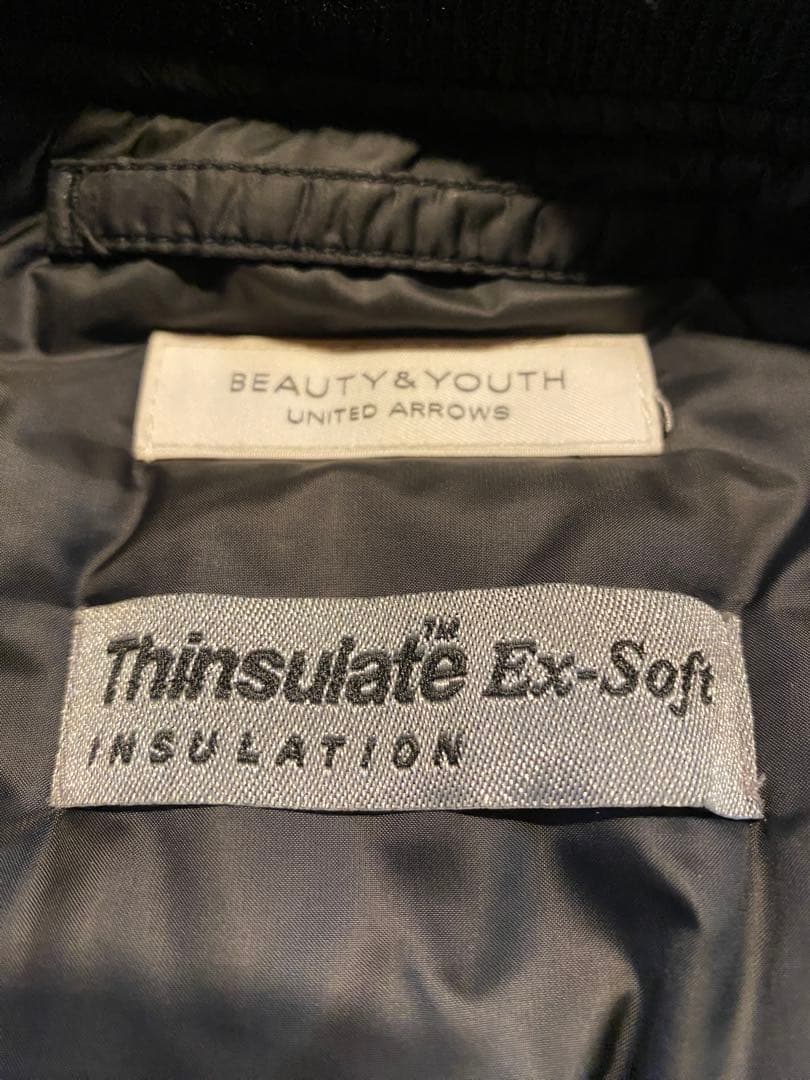 BEAUTY & YOUTH
UNITED ARROWS
Thinsulate™ Ex-Soft
INSULATION